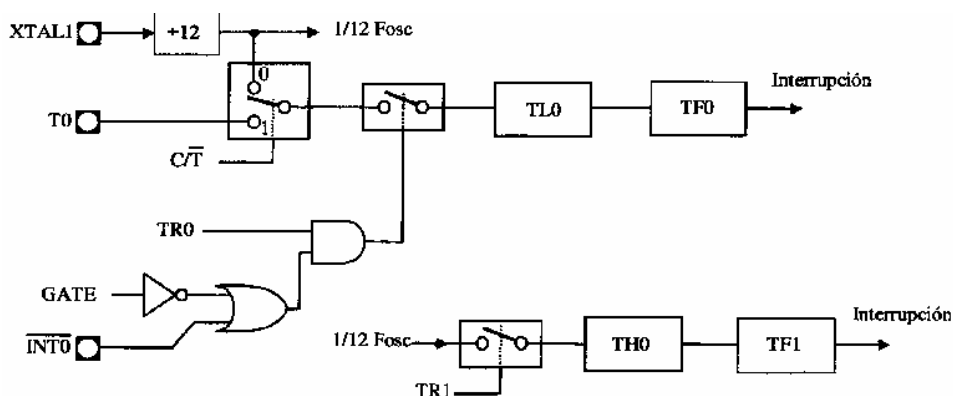 XTAL1
+12
1/12 Fosc
0
Interrupción
T0
1
TL0
TF0
C/T̅
TR0
GATE
I̅N̅T̅0̅
1/12 Fosc
TH0
TF1
Interrupción
TR1